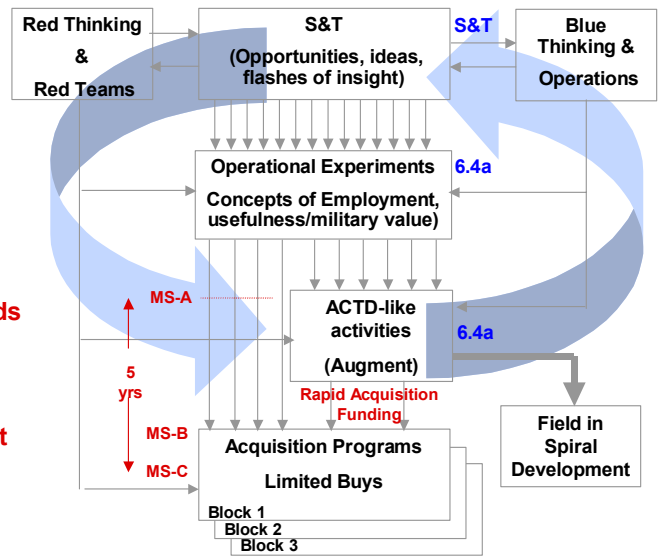 Red Thinking
&
Red Teams
S&T
(Opportunities, ideas,
flashes of insight)
S&T
Blue
Thinking &
Operations
Operational Experiments
Concepts of Employment,
usefulness/military value)
6.4a
MS-A
ds
5
yrs
t
MS-B
MS-C
ACTD-like
activities
(Augment)
6.4a
Rapid Acquisition
Funding
Field in
Spiral
Development
Acquisition Programs
Limited Buys
Block 1
Block 2
Block 3